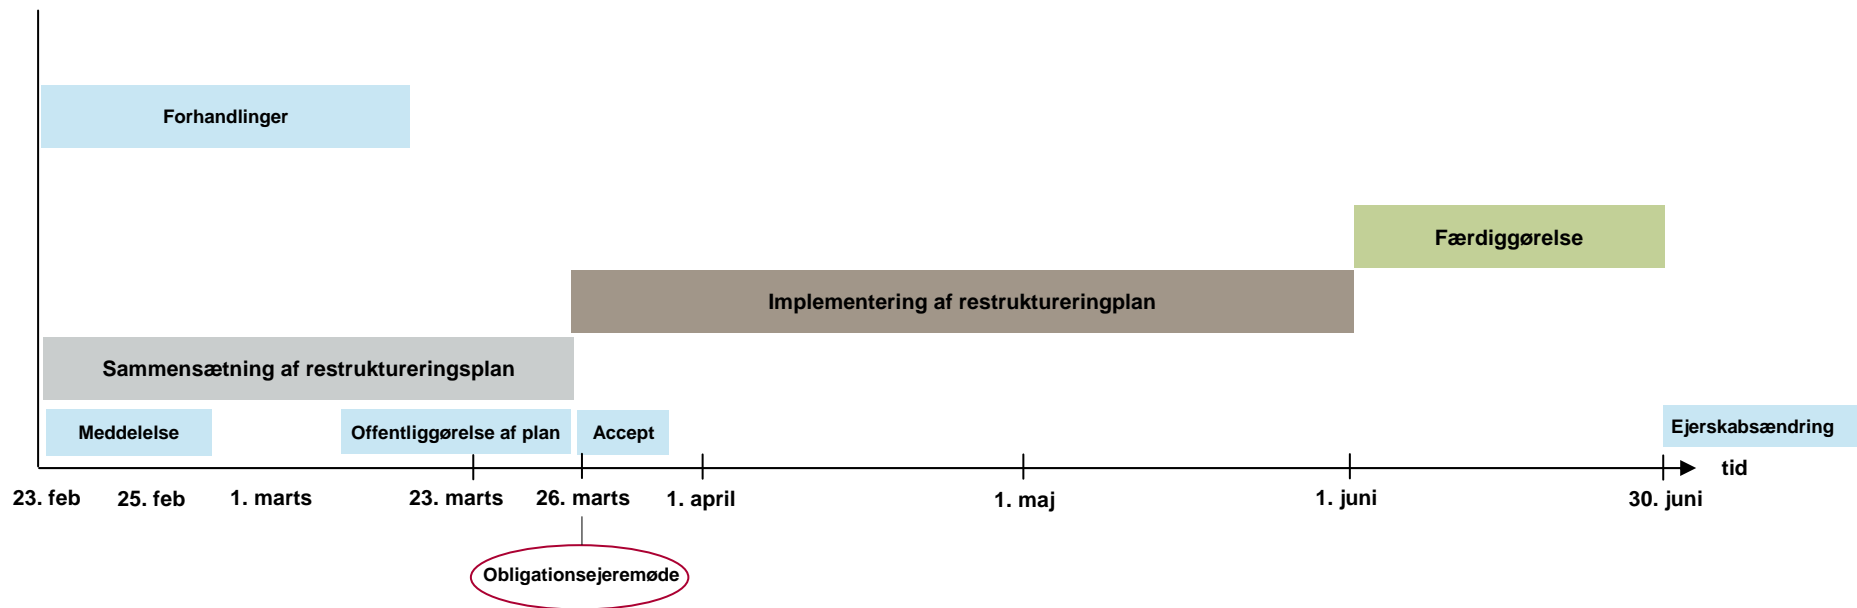 Forhandlinger
Færdiggørelse
Implementering af restruktureringplan
Sammensætning af restruktureringsplan
Meddelelse
Offentliggørelse af plan
Accept
Ejerskabsændring
tid
23. feb
25. feb
1. marts
23. marts
26. marts
1. april
1. maj
1. juni
30. juni
Obligationsejeremøde